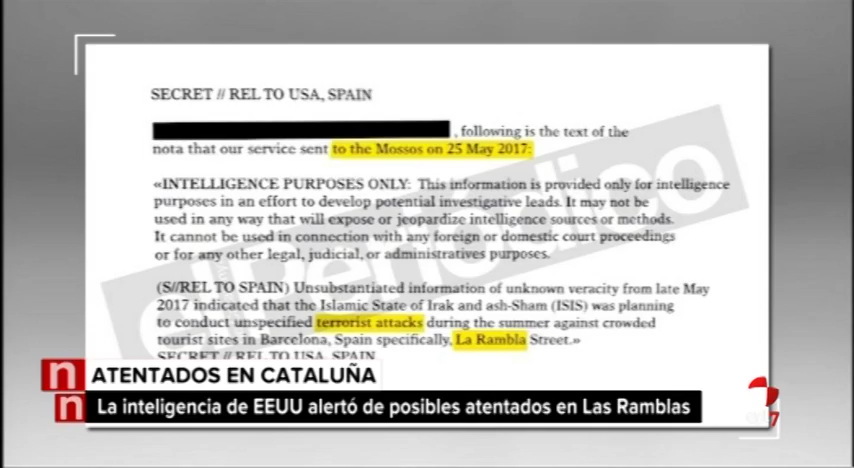 SECRET // REL TO USA, SPAIN
, following is the text of the
nota that our service sent to the Mossos on 25 May 2017:
«INTELLIGENCE PURPOSES ONLY: This information is provided only for intelligence
purposes in an effort to develop potential investigative leads. It may not be
used in any way that will expose or jeopardize intelligence sources or methods.
It cannot be used in connection with any foreign or domestic court proceedings
or for any other legal, judicial, or administratives purposes.
(S//REL TO SPAIN) Unsubstantiated information of unknown veracity from late May
2017 indicated that the Islamic State of Irak and ash-Sham (ISIS) was planning
to conduct unspecified terrorist attacks during the summer against crowded
tourist sites in Barcelona, Spain specifically, La Rambla Street.»
SECRET // REL TO USA, SPAIN
elPeriódico
n ATENTADOS EN CATALUÑA
n La inteligencia de EEUU alertó de posibles atentados en Las Ramblas
7